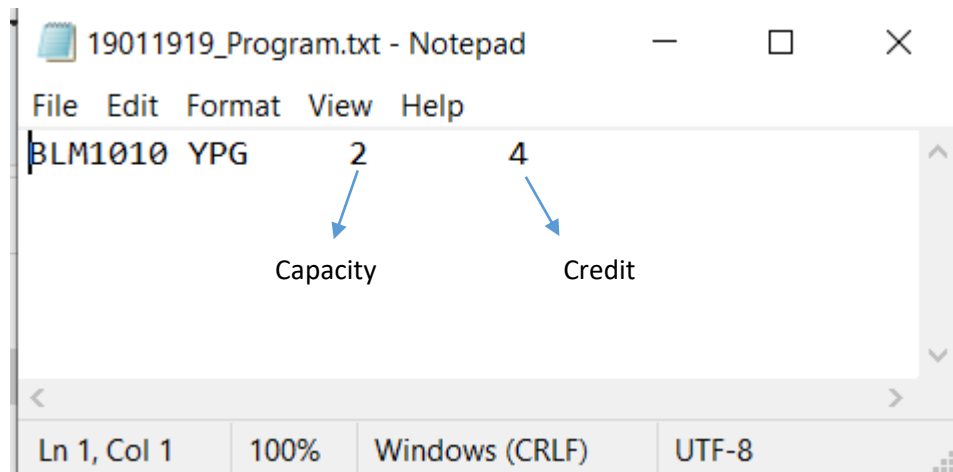 19011919_Program.txt - Notepad
File Edit Format View Help
BLM1010 YPG 2 4
Capacity Credit
Ln 1, Col 1 100% Windows (CRLF) UTF-8